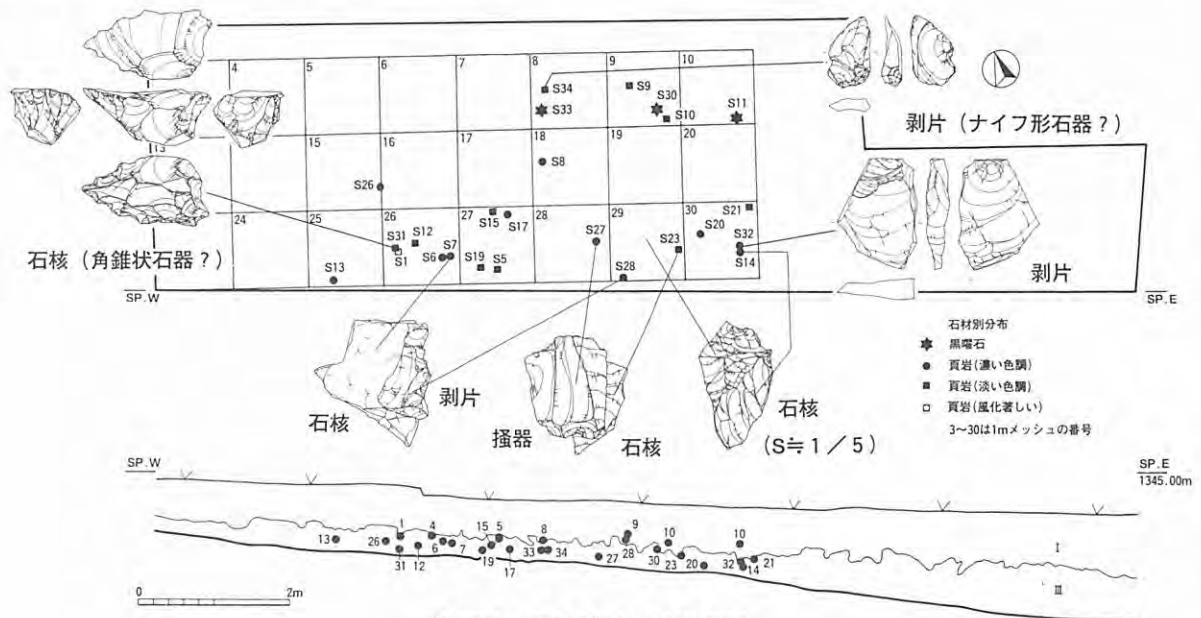 4 5 6 7 8 9 10
S34 S9 S30
S33 S10 S11
剥片（ナイフ形石器？）
13 15 16 17 18 19 20
S8
S26
24 25 26 27 28 29 30
S15 S17 S21
S31 S12 S7 S27 S23 S20 S32
S1 S6 S19 S5 S14
石核（角錐状石器？）
S13 S28
剥片
SP.W SP.E
石材別分布
黒曜石
頁岩(濃い色調)
頁岩(淡い色調)
頁岩(風化著しい)
3〜30は1mメッシュの番号
石核 剥片
掻器 石核
石核
(S≒1／5)
SP.W SP.E
1345.00m
13 26 1 4 15 5 8 9 10 10
31 12 6 7 19 17 33 34 27 28 30 23 20 32 14 21
I
Ⅲ
0 2m